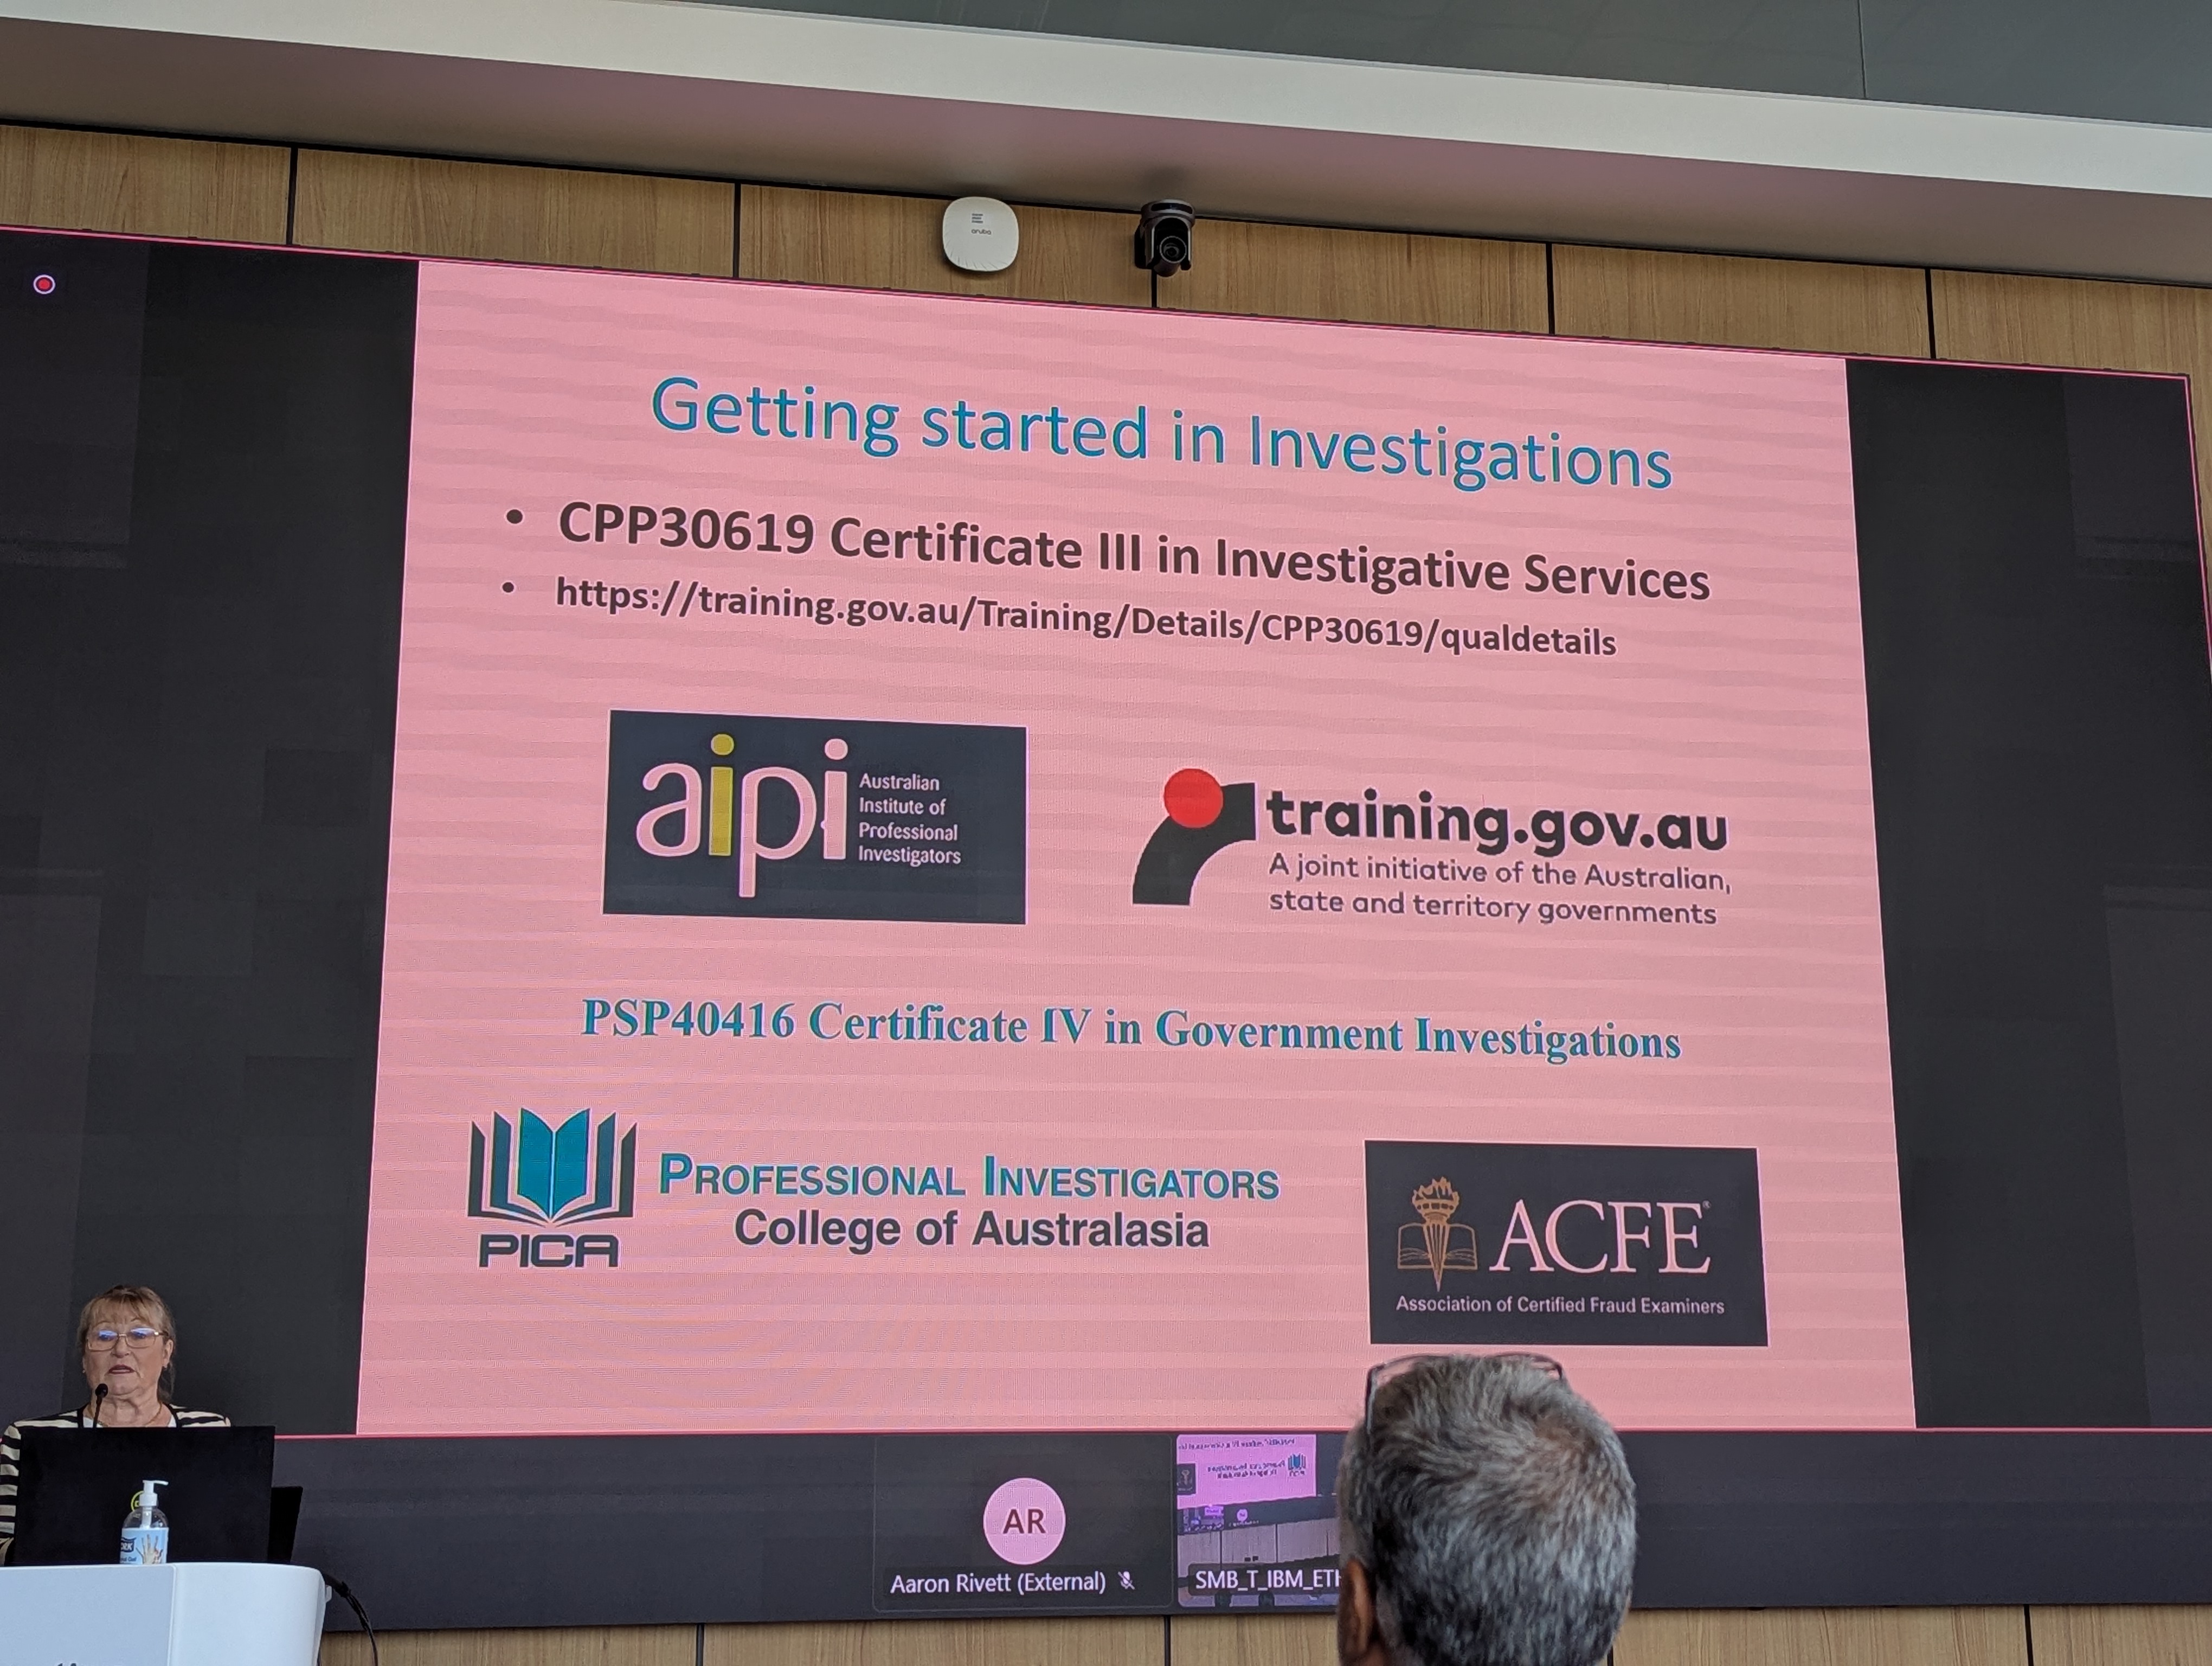 aruba
Getting started in Investigations
• CPP30619 Certificate III in Investigative Services
• https://training.gov.au/Training/Details/CPP30619/qualdetails
aipi
Australian
Institute of
Professional
Investigators
training.gov.au
A joint initiative of the Australian,
state and territory governments
PSP40416 Certificate IV in Government Investigations
PICA
PROFESSIONAL INVESTIGATORS
College of Australasia
ACFE®
Association of Certified Fraud Examiners
AR
Aaron Rivett (External)
SMB_T_IBM_ET